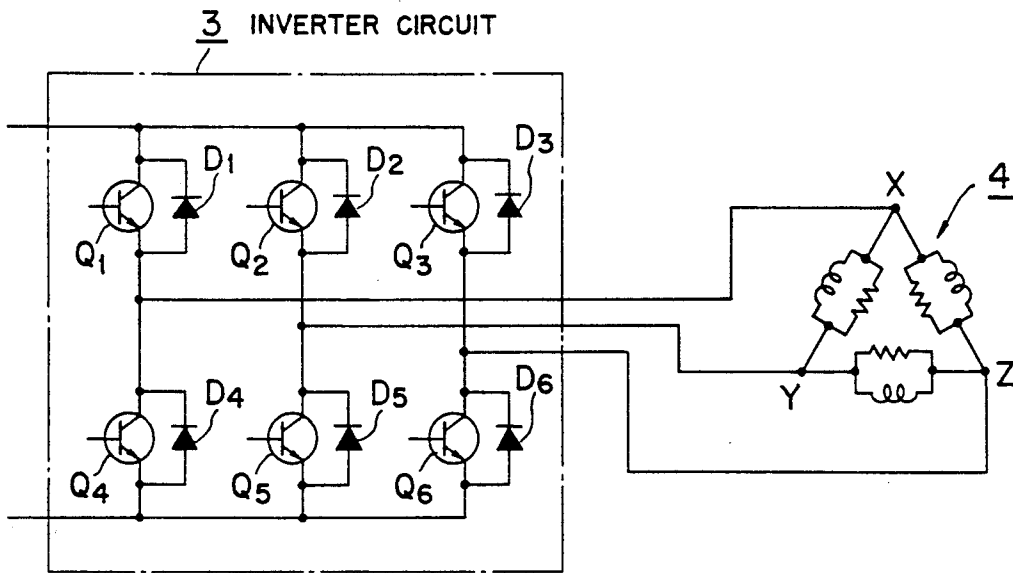 3 INVERTER CIRCUIT
D1 D2 D3
Q1 Q2 Q3
X 4
Y Z
D4 D5 D6
Q4 Q5 Q6